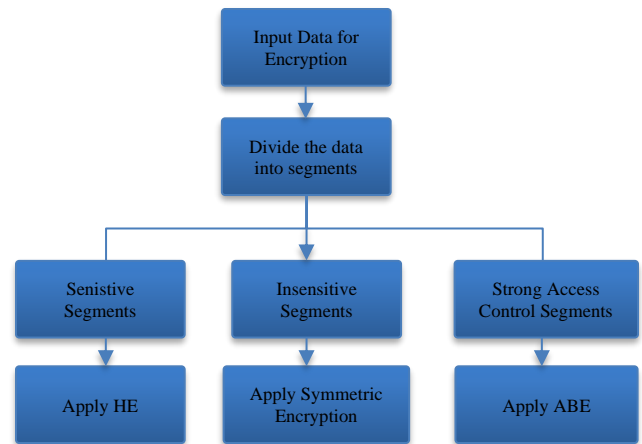 Input Data for
Encryption
Divide the data
into segments
Senistive
Segments
Insensitive
Segments
Strong Access
Control Segments
Apply HE
Apply Symmetric
Encryption
Apply ABE